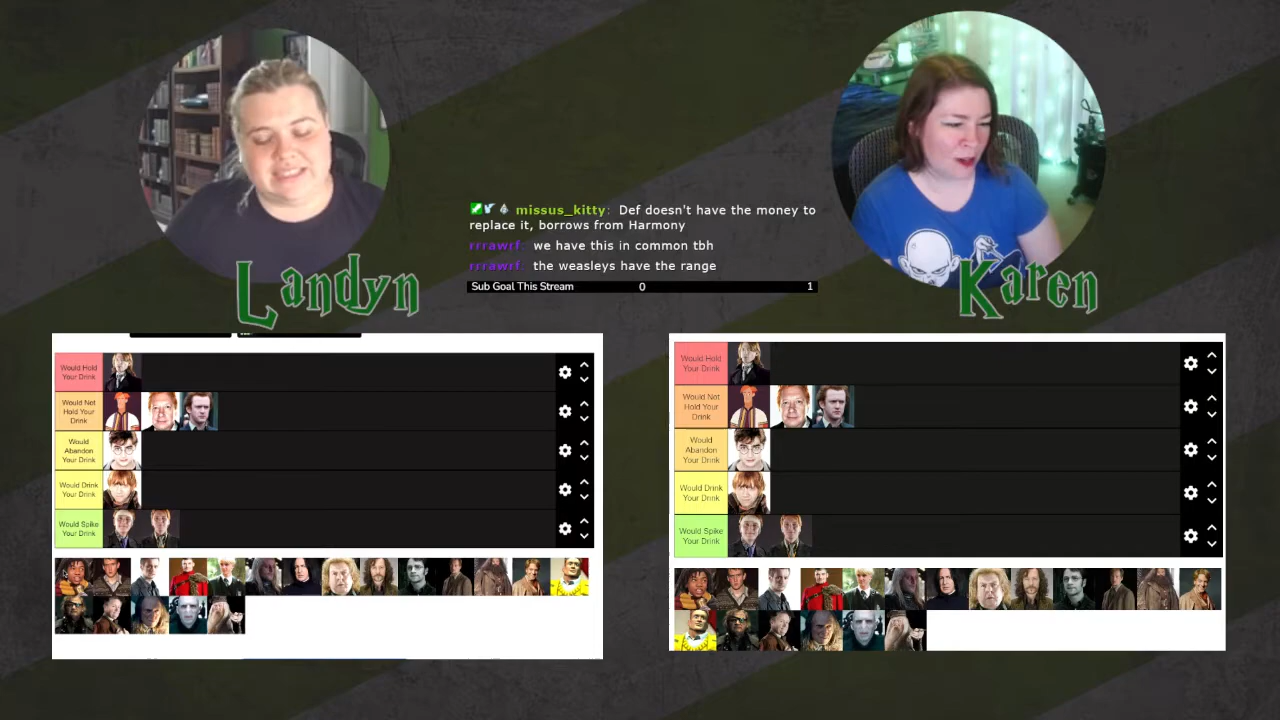 missus_kitty: Def doesn't have the money to
replace it, borrows from Harmony
rrrawrf: we have this in common tbh
rrrawrf: the weasleys have the range
Sub Goal This Stream 0 1
Landyn
Karen
Would Hold
Your Drink
Would Not
Hold Your
Drink
Would
Abandon
Your Drink
Would Drink
Your Drink
Would Spike
Your Drink
Would Hold
Your Drink
Would Not
Hold Your
Drink
Would
Abandon
Your Drink
Would Drink
Your Drink
Would Spike
Your Drink